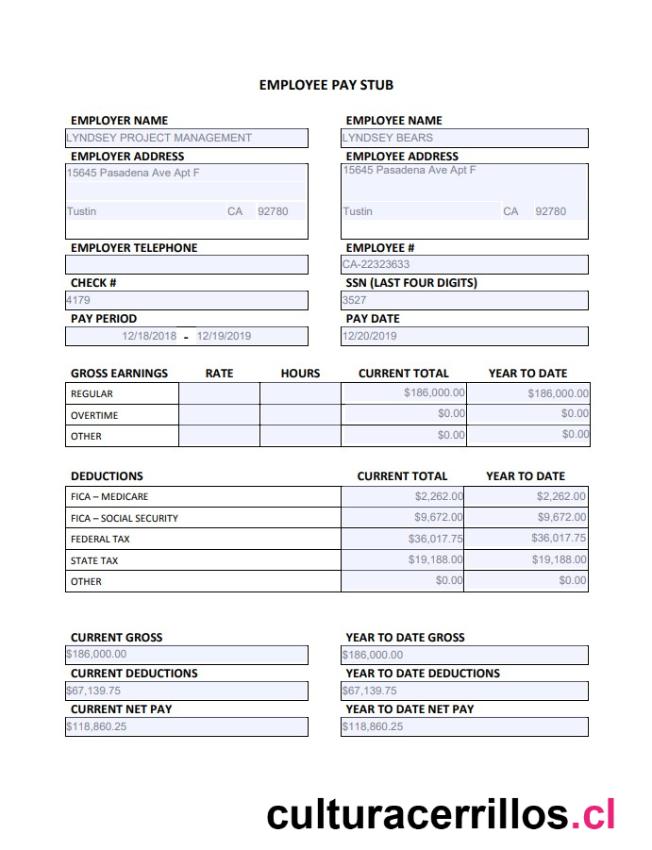 EMPLOYEE PAY STUB
EMPLOYER NAME EMPLOYEE NAME
LYNDSEY PROJECT MANAGEMENT LYNDSEY BEARS
EMPLOYER ADDRESS EMPLOYEE ADDRESS
15645 Pasadena Ave Apt F 15645 Pasadena Ave Apt F
Tustin CA 92780 Tustin CA 92780
EMPLOYER TELEPHONE EMPLOYEE #
CA-22323633
CHECK # SSN (LAST FOUR DIGITS)
4179 3527
PAY PERIOD PAY DATE
12/18/2018 - 12/19/2019 12/20/2019
GROSS EARNINGS RATE HOURS CURRENT TOTAL YEAR TO DATE
REGULAR $186,000.00 $186,000.00
OVERTIME $0.00 $0.00
OTHER $0.00 $0.00
DEDUCTIONS CURRENT TOTAL YEAR TO DATE
FICA – MEDICARE $2,262.00 $2,262.00
FICA – SOCIAL SECURITY $9,672.00 $9,672.00
FEDERAL TAX $36,017.75 $36,017.75
STATE TAX $19,188.00 $19,188.00
OTHER $0.00 $0.00
CURRENT GROSS YEAR TO DATE GROSS
$186,000.00 $186,000.00
CURRENT DEDUCTIONS YEAR TO DATE DEDUCTIONS
$67,139.75 $67,139.75
CURRENT NET PAY YEAR TO DATE NET PAY
$118,860.25 $118,860.25
culturacerrillos.cl